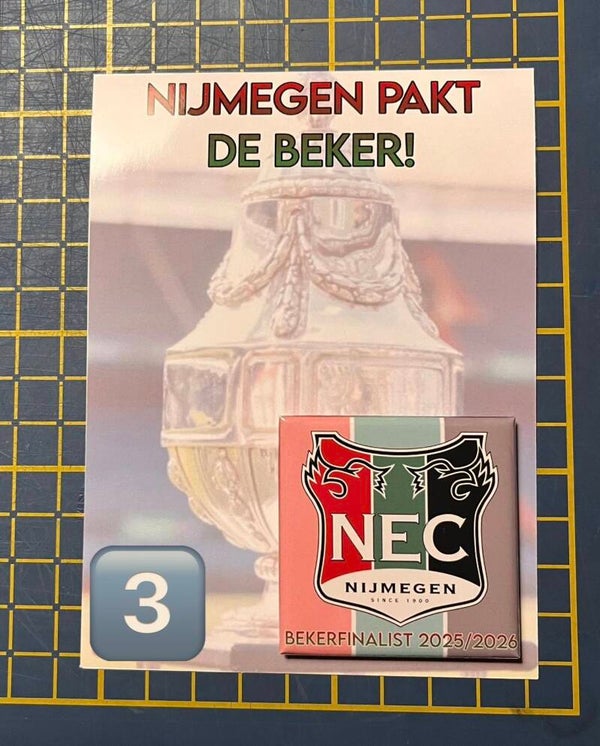 NIJMEGEN PAKT
DE BEKER!
NEC
NIJMEGEN
SINCE 1900
BEKERFINALIST 2025/2026
3